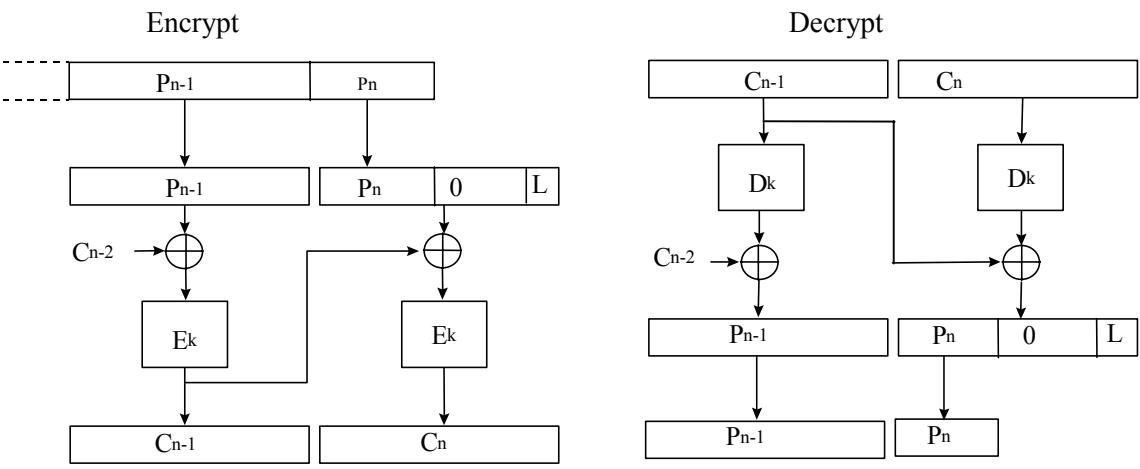 Encrypt
Pn-1 Pn
Pn-1 Pn 0 L
Cn-2
Ek Ek
Cn-1 Cn
Decrypt
Cn-1 Cn
Dk Dk
Cn-2
Pn-1 Pn 0 L
Pn-1 Pn